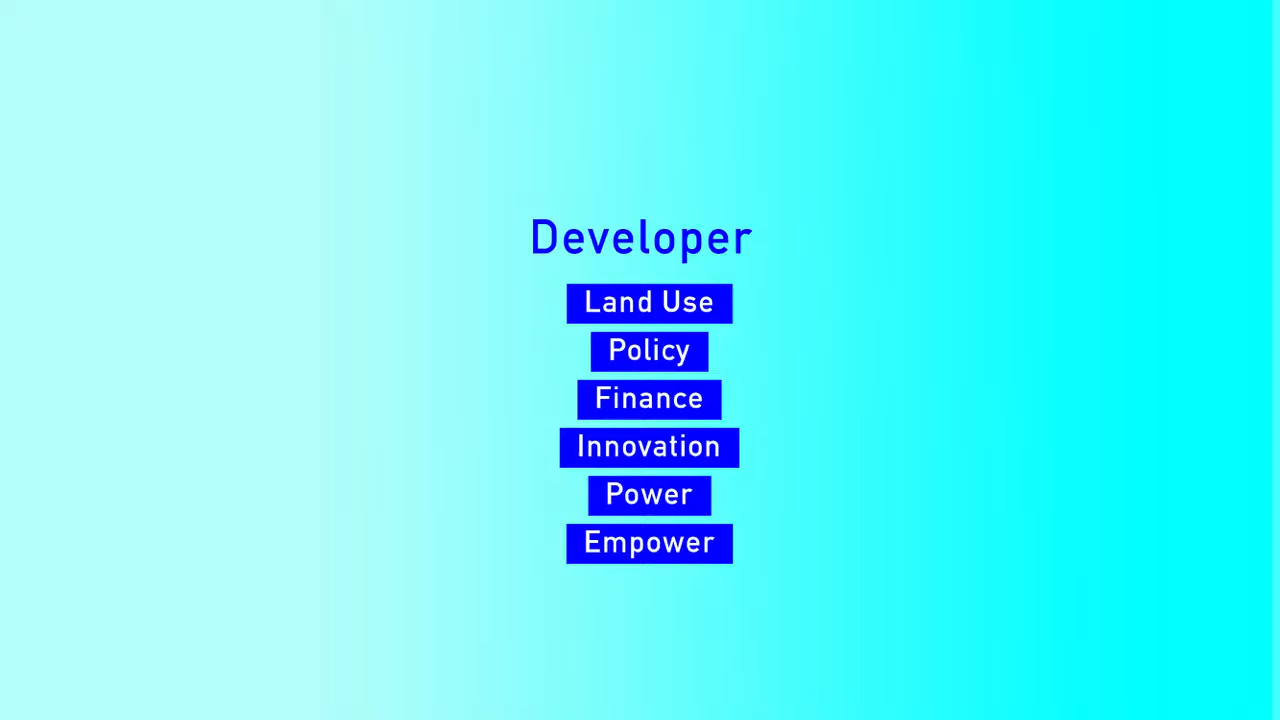 Developer
Land Use
Policy
Finance
Innovation
Power
Empower